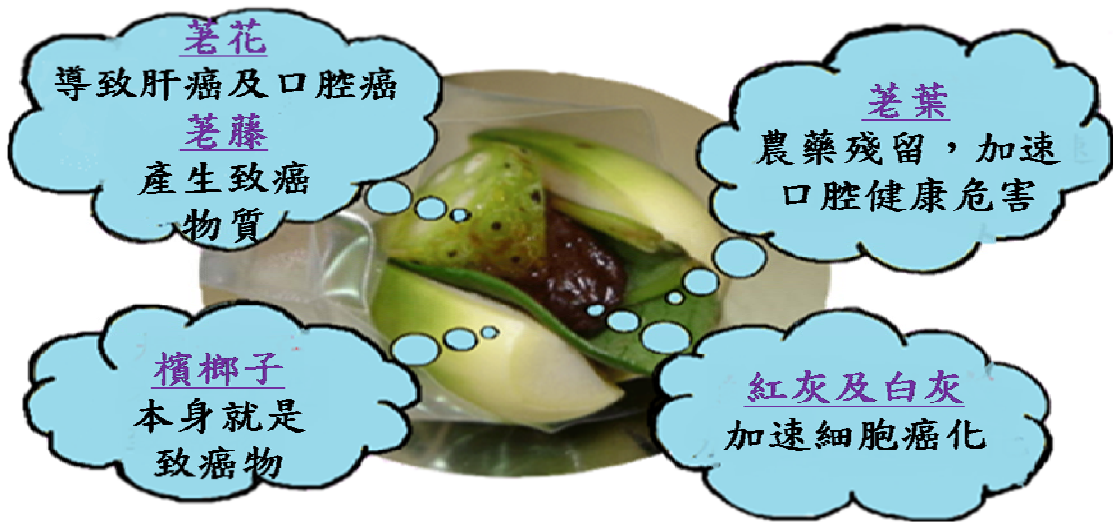 荖花
導致肝癌及口腔癌
荖藤
產生致癌
物質
荖葉
農藥殘留，加速
口腔健康危害
檳榔子
本身就是
致癌物
紅灰及白灰
加速細胞癌化